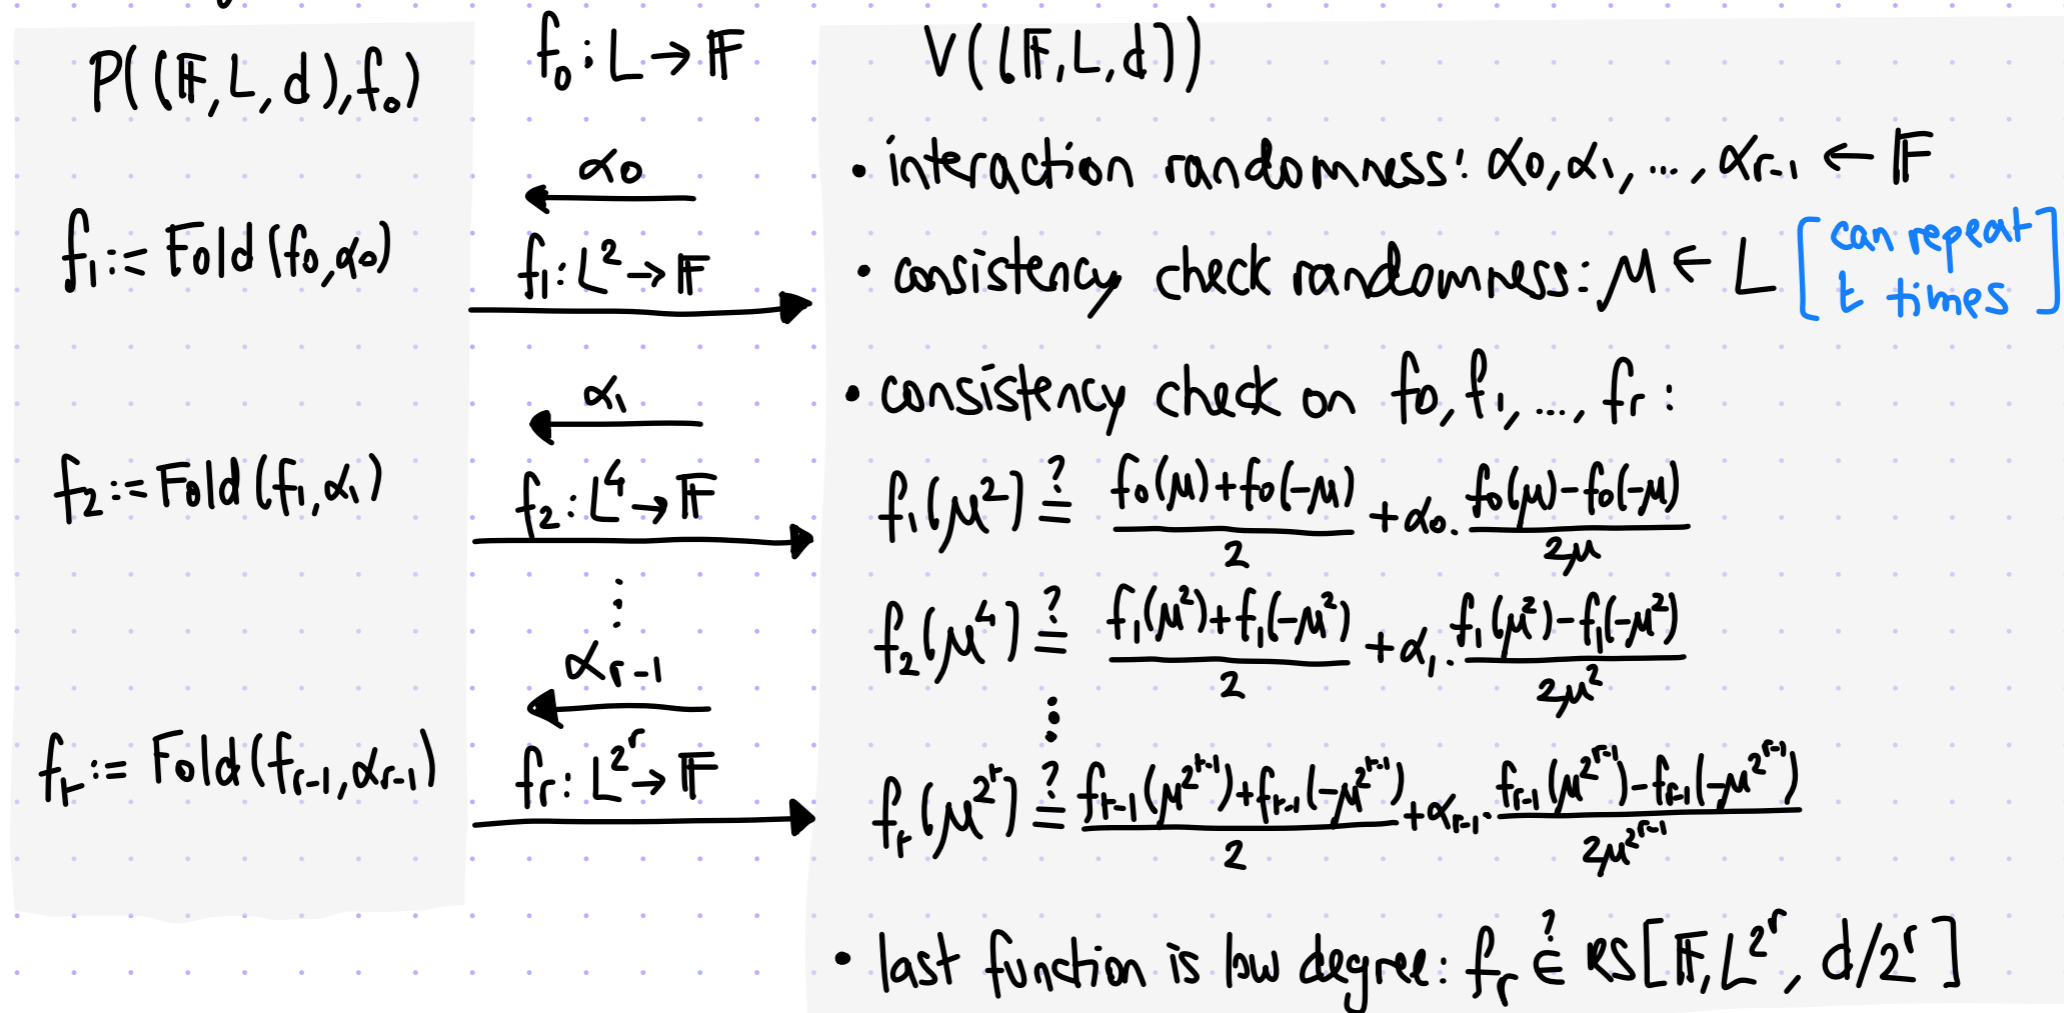 P((𝔽,L,d),f₀)
f₁:= Fold(f₀,α₀)
f₂:= Fold(f₁,α₁)
fᵣ:= Fold(fᵣ₋₁,αᵣ₋₁)
f₀: L → 𝔽
α₀
f₁: L² → 𝔽
α₁
f₂: L⁴ → 𝔽
⋮
αᵣ₋₁
fᵣ: L^{2^r} → 𝔽
V((𝔽,L,d))
• interaction randomness: α₀,α₁,...,αᵣ₋₁ ← 𝔽
• consistency check randomness: μ ← L [can repeat
t times]
• consistency check on f₀,f₁,...,fᵣ:
f₁(μ²) ≟ (f₀(μ)+f₀(-μ))/2 + α₀·(f₀(μ)-f₀(-μ))/2μ
f₂(μ⁴) ≟ (f₁(μ²)+f₁(-μ²))/2 + α₁·(f₁(μ²)-f₁(-μ²))/2μ²
⋮
fᵣ(μ^{2^r}) ≟ (fᵣ₋₁(μ^{2^{r-1}})+fᵣ₋₁(-μ^{2^{r-1}}))/2 + αᵣ₋₁·(fᵣ₋₁(μ^{2^{r-1}})-fᵣ₋₁(-μ^{2^{r-1}}))/2μ^{2^{r-1}}
• last function is low degree: fᵣ ∈? RS[𝔽,L^{2^r}, d/2^r]